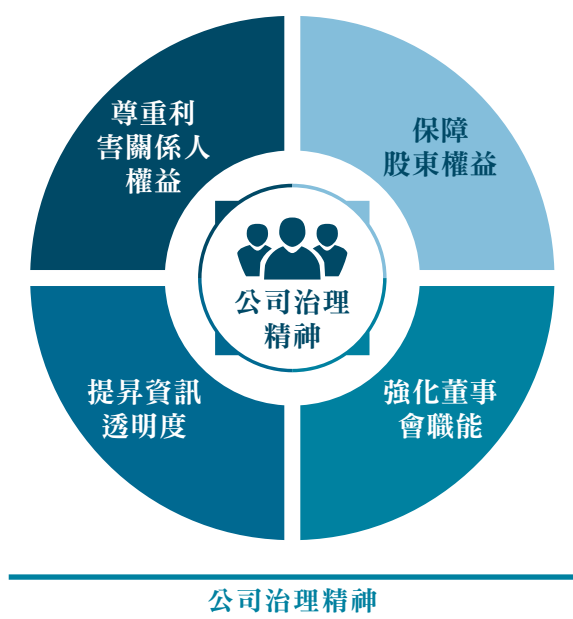 尊重利
害關係人
權益
保障
股東權益
公司治理
精神
提昇資訊
透明度
強化董事
會職能
公司治理精神